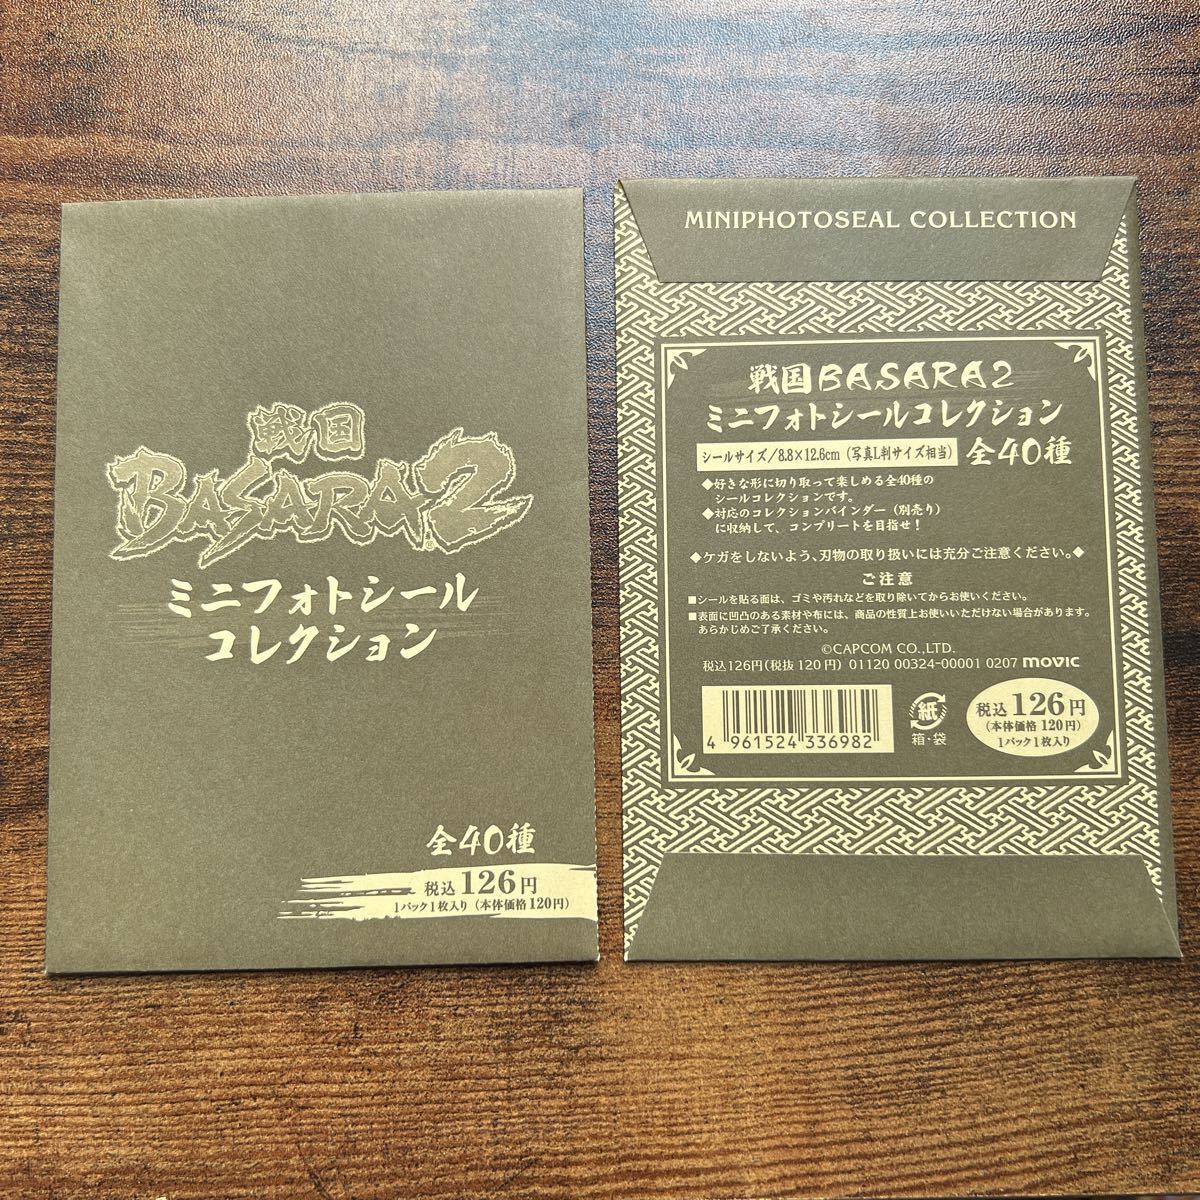 戦国
BASARA2
ミニフォトシール
コレクション
全40種
税込126円
1パック1枚入り(本体価格120円)
MINIPHOTOSEAL COLLECTION
戦国BASARA2
ミニフォトシールコレクション
シールサイズ/8.8×12.6cm(写真L判サイズ相当) 全40種
◆好きな形に切り取って楽しめる全40種の
シールコレクションです。
◆対応のコレクションバインダー(別売り)
に収納して、コンプリートを目指せ!
◆ケガをしないよう、刃物の取り扱いには充分ご注意ください。◆
ご注意
■シールを貼る面は、ゴミや汚れなどを取り除いてからお使いください。
■表面に凹凸のある素材や布には、商品の性質上お使いいただけない場合があります。
あらかじめご了承ください。
©CAPCOM CO.,LTD.
税込126円(税抜120円) 01120 00324-00001 0207 movic
4 961524 336982
紙
箱・袋
税込126円
(本体価格120円)
1パック1枚入り